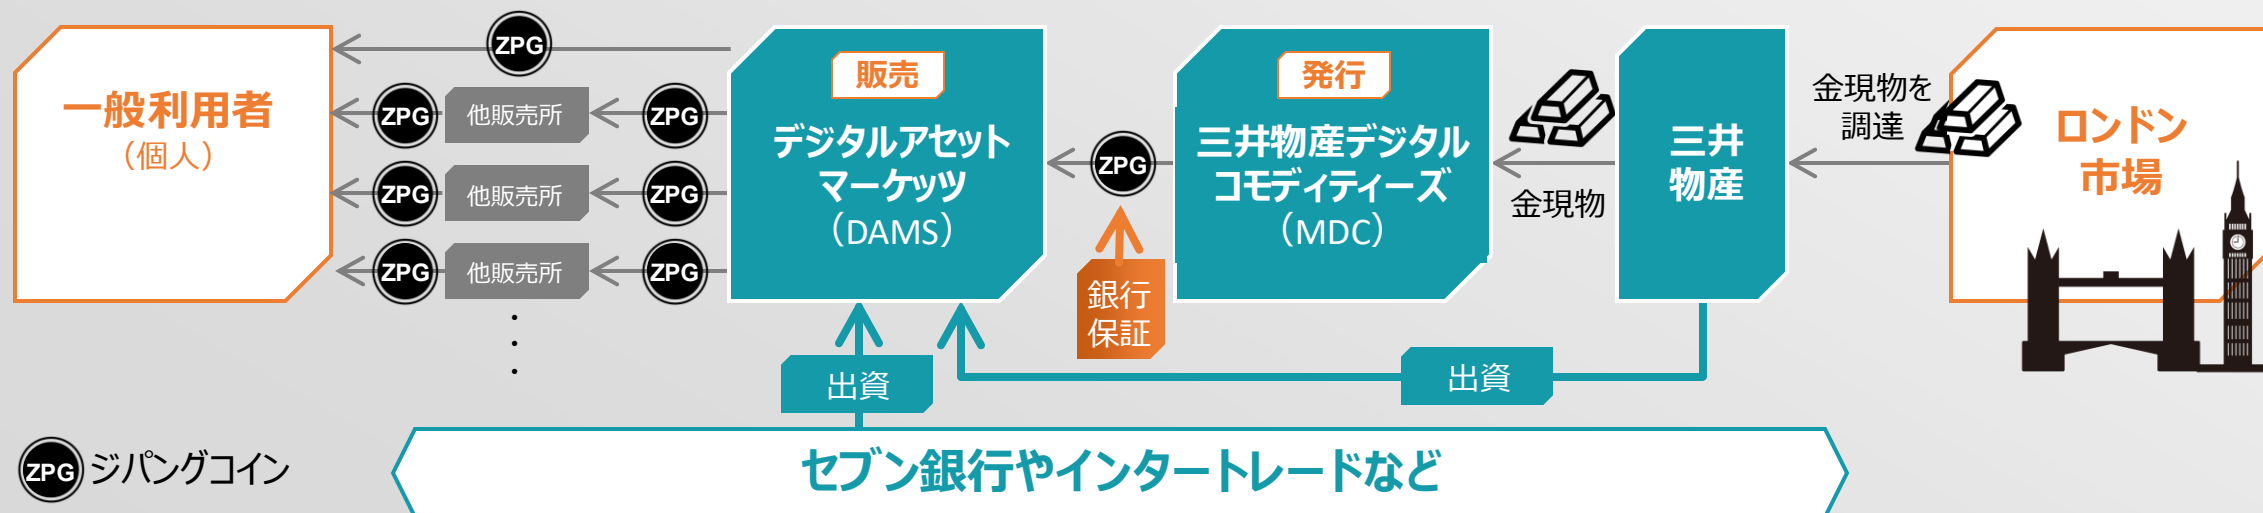 一般利用者
（個人）
ZPG
ZPG
他販売所
ZPG
ZPG
他販売所
ZPG
ZPG
他販売所
ZPG
・
・
・
販売
デジタルアセット
マーケッツ
（DAMS）
ZPG
銀行
保証
発行
三井物産デジタル
コモディティーズ
（MDC）
金現物
三井
物産
金現物を
調達
ロンドン
市場
出資
出資
ZPG ジパングコイン
セブン銀行やインタートレードなど